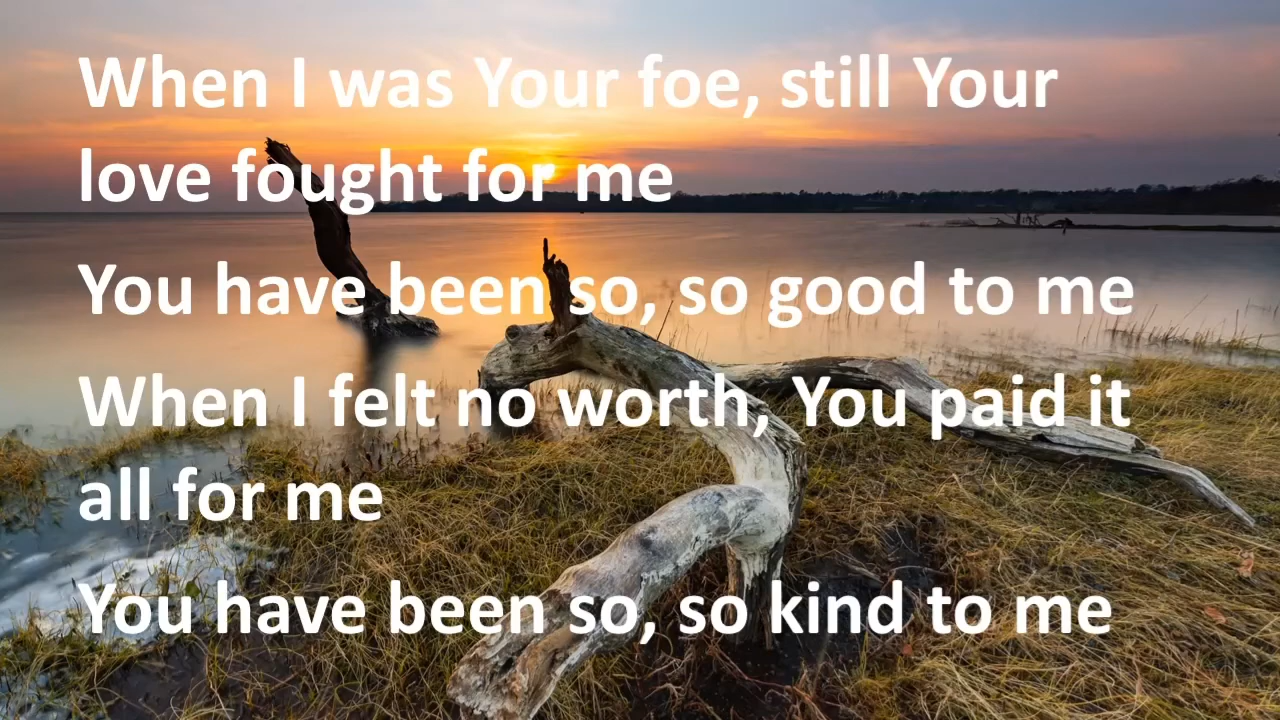 When I was Your foe, still Your
love fought for me
You have been so, so good to me
When I felt no worth, You paid it
all for me
You have been so, so kind to me